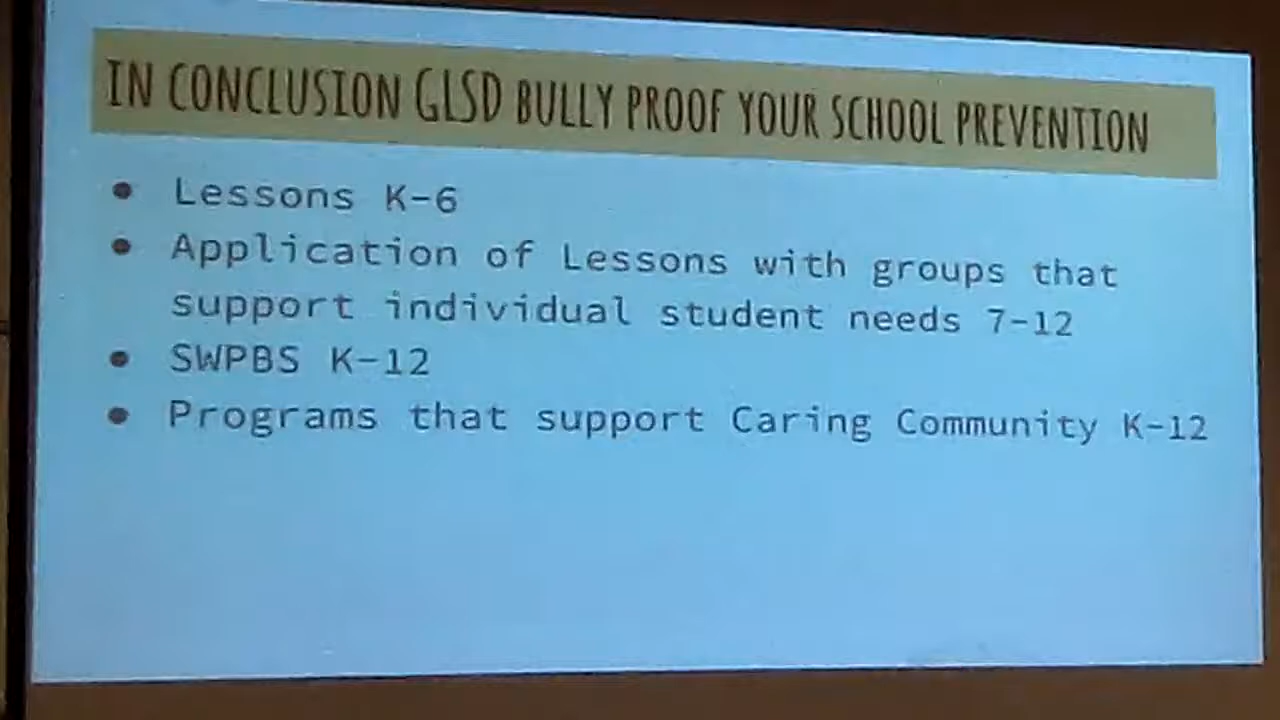 IN CONCLUSION GLSD BULLY PROOF YOUR SCHOOL PREVENTION
• Lessons K-6
• Application of Lessons with groups that
support individual student needs 7-12
• SWPBS K-12
• Programs that support Caring Community K-12